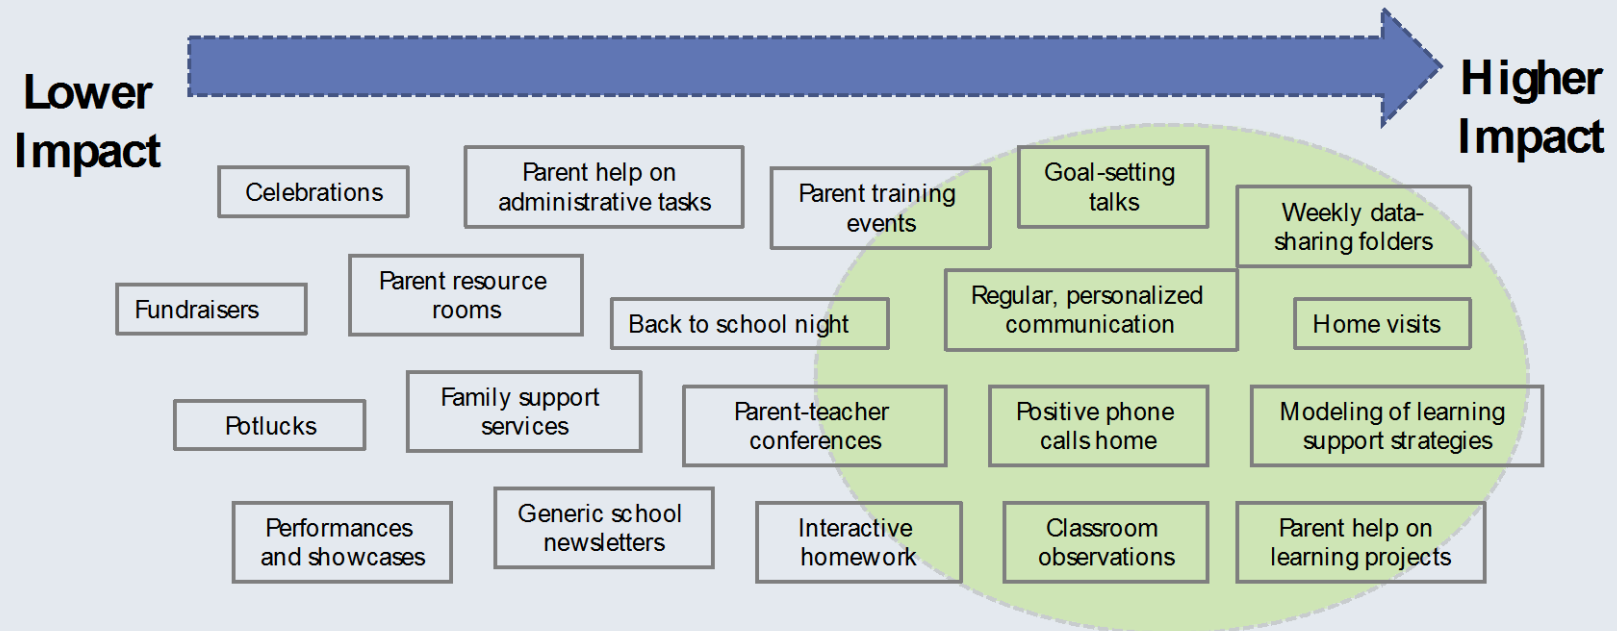 Lower
Impact
Higher
Impact
Celebrations
Parent help on
administrative tasks
Parent training
events
Goal-setting
talks
Weekly data-
sharing folders
Fundraisers
Parent resource
rooms
Back to school night
Regular, personalized
communication
Home visits
Potlucks
Family support
services
Parent-teacher
conferences
Positive phone
calls home
Modeling of learning
support strategies
Performances
and showcases
Generic school
newsletters
Interactive
homework
Classroom
observations
Parent help on
learning projects